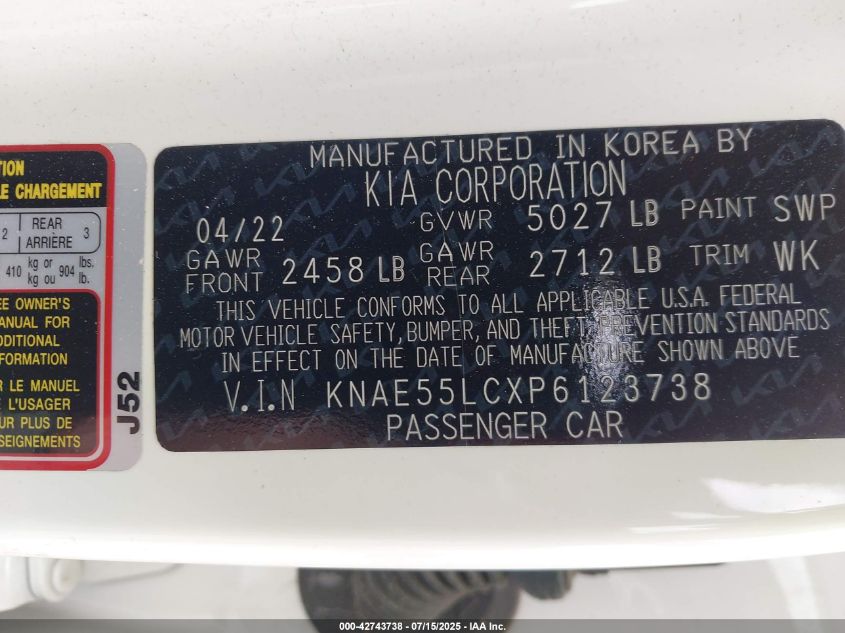 TION
LE CHARGEMENT
2 REAR ARRIÈRE 3
410 kg or kg ou 904 lbs. lb.
EE OWNER'S
ANUAL FOR
DDITIONAL
FORMATION
R LE MANUEL
L'USAGER
UR PLUS DE
SEIGNEMENTS
J52
MANUFACTURED IN KOREA BY
KIA CORPORATION
04/22 GVWR 5027 LB PAINT SWP
GAWR FRONT 2458 LB GAWR REAR 2712 LB TRIM WK
THIS VEHICLE CONFORMS TO ALL APPLICABLE U.S.A. FEDERAL
MOTOR VEHICLE SAFETY, BUMPER, AND THEFT PREVENTION STANDARDS
IN EFFECT ON THE DATE OF MANUFACTURE SHOWN ABOVE
V.I.N KNAE55LCXP6123738
PASSENGER CAR
000-42743738 - 07/15/2025 - IAA Inc.